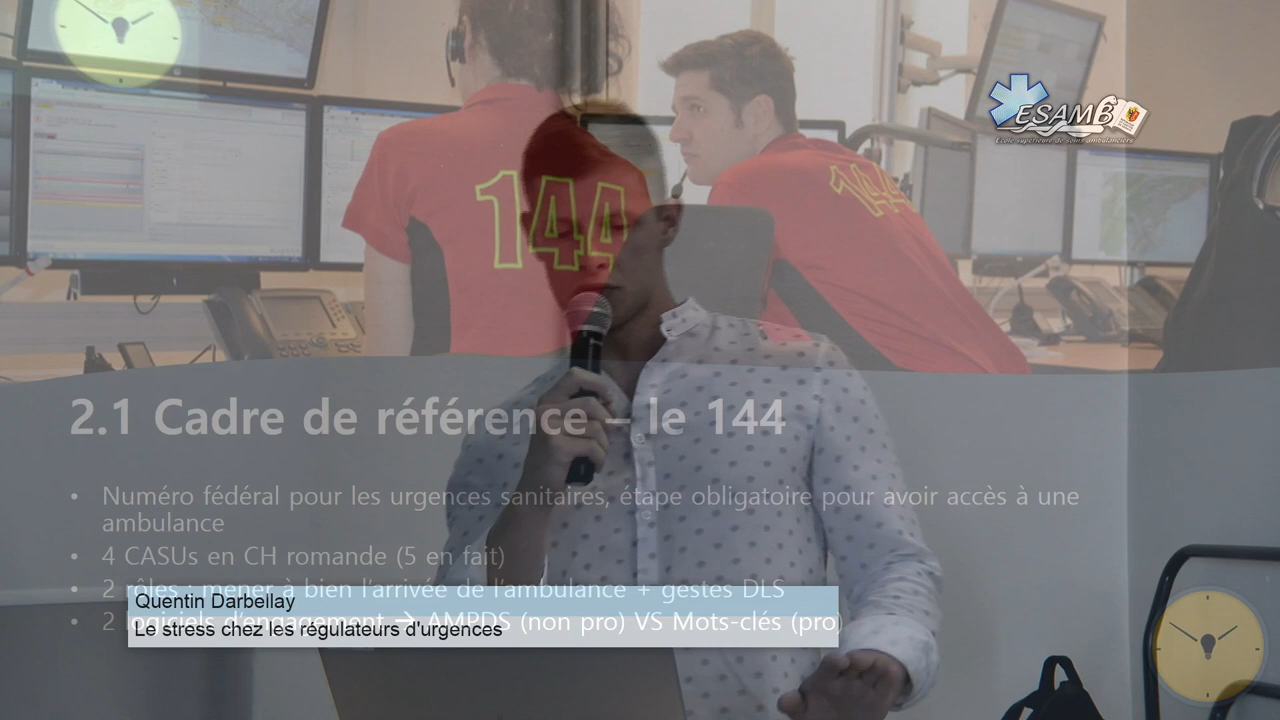 144
144
ESAMB
École supérieure de soins ambulanciers
2.1 Cadre de référence – le 144
• Numéro fédéral pour les urgences sanitaires, étape obligatoire pour avoir accès à une
ambulance
• 4 CASUs en CH romande (5 en fait)
• 2 rôles : mener à bien l'arrivée de l'ambulance + gestes DLS
Quentin Darbellay
• 2 logiciels d'engagement → AMPDS (non pro) VS Mots-clés (pro)
Le stress chez les régulateurs d'urgences